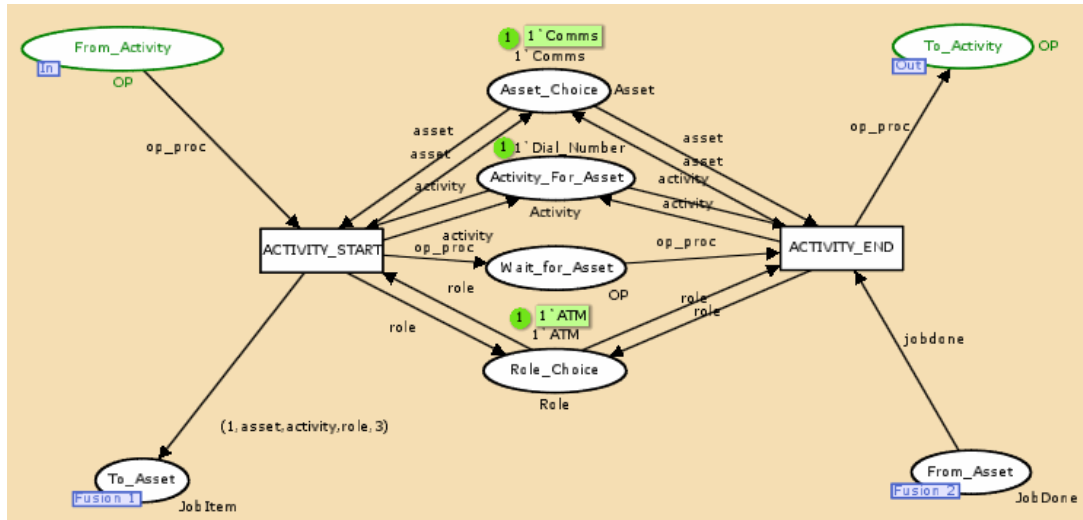 1 1`Comms
From_Activity
In
OP
1`Comms
Asset_Choice
Asset
To_Activity
OP
Out
op_proc
asset
asset
asset
asset
op_proc
1 1`Dial_Number
Activity_For_Asset
Activity
activity
activity
activity
activity
ACTIVITY_START
ACTIVITY_END
op_proc
Wait_for_Asset
OP
op_proc
role
role
role
role
1 1`ATM
1`ATM
Role_Choice
Role
jobdone
(1,asset,activity,role,3)
To_Asset
Fusion 1
JobItem
From_Asset
Fusion 2
JobDone